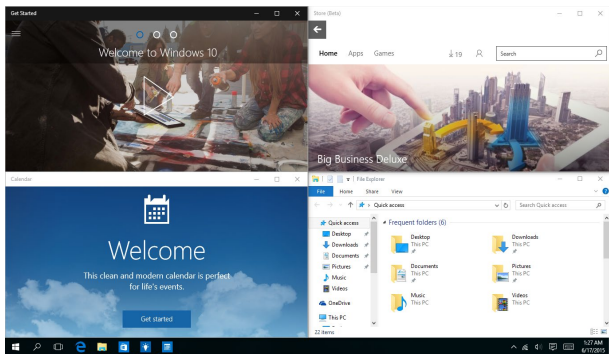 Get Started
Welcome to Windows 10
Store (Beta)
Home Apps Games 19 Search
Big Business Deluxe
Calendar
Welcome
This clean and modern calendar is perfect
for life's events.
Get started
File Explorer
File Home Share View
Quick access
Search Quick access
Quick access
Desktop
Downloads
Documents
Pictures
Music
Videos
OneDrive
This PC
Frequent folders (6)
Desktop
This PC
Downloads
This PC
Documents
This PC
Pictures
This PC
Music
This PC
Videos
This PC
22 items
1:27 AM
6/17/2015